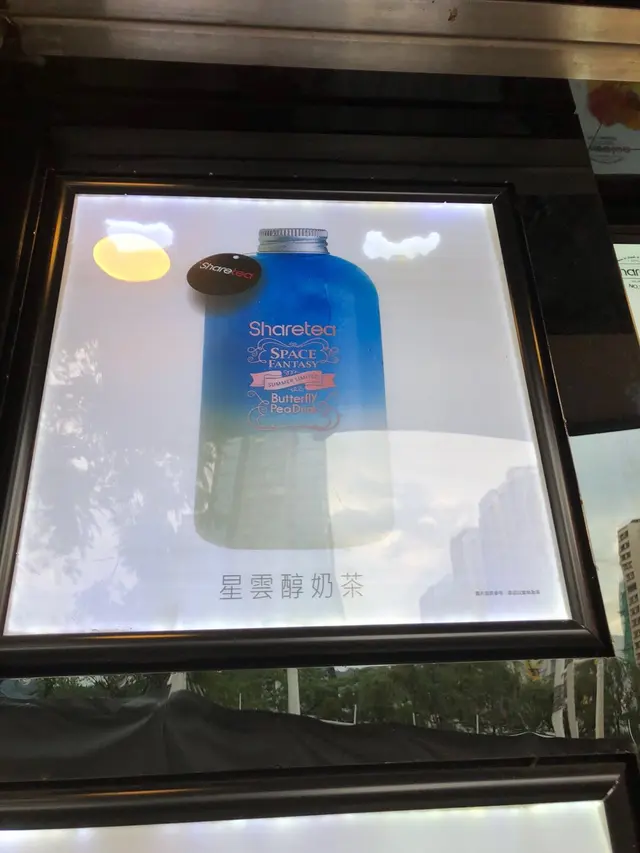 Sharetea
Sharetea
SPACE
FANTASY
SUMMER LIMITED
Butterfly
Pea Drink
星雲醇奶茶